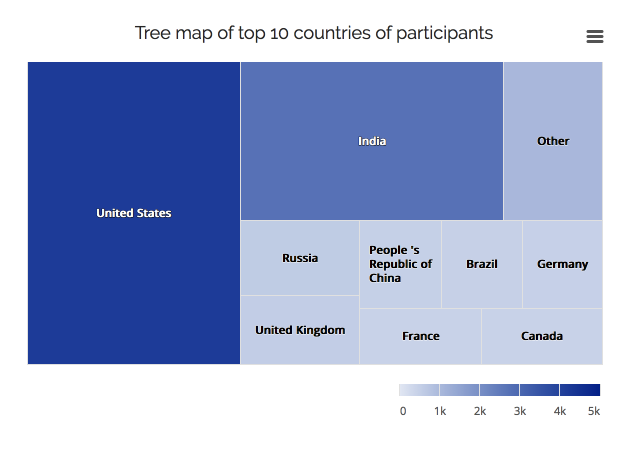 Tree map of top 10 countries of participants
United States
India
Other
Russia
People 's
Republic of
China
Brazil
Germany
United Kingdom
France
Canada
0 1k 2k 3k 4k 5k